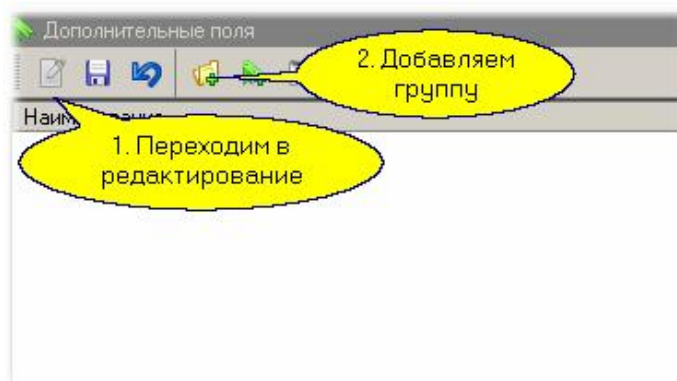 Дополнительные поля
2. Добавляем
группу
1. Переходим в
редактирование